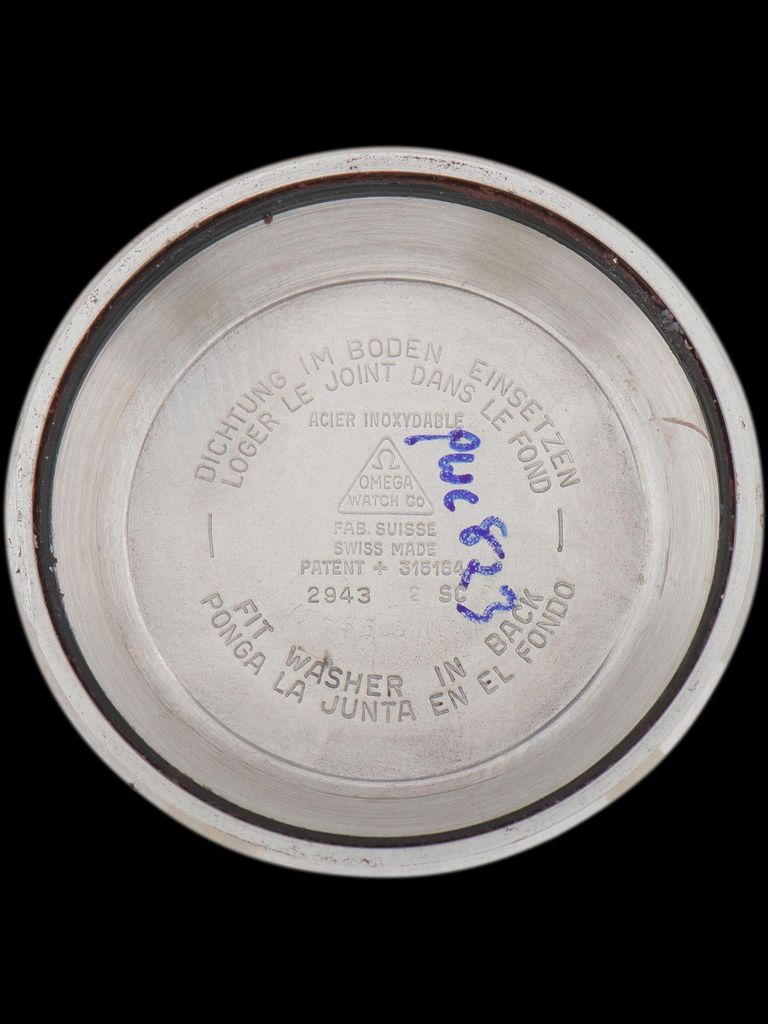 DICHTUNG IM BODEN EINSETZEN
LOGER LE JOINT DANS LE FOND
ACIER INOXYDABLE
Ω
OMEGA
WATCH Co
FAB. SUISSE
SWISS MADE
PATENT + 315164
2943 2 SC
FIT WASHER IN BACK
PONGA LA JUNTA EN EL FONDO